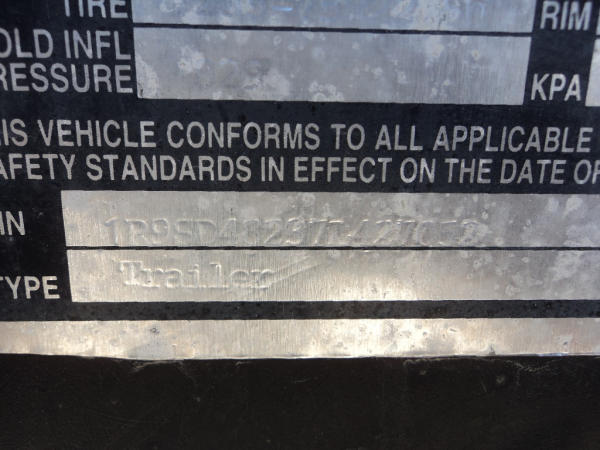 TIRE RIM
OLD INFL
RESSURE KPA
IS VEHICLE CONFORMS TO ALL APPLICABLE
AFETY STANDARDS IN EFFECT ON THE DATE OF
IN
TYPE Trailer